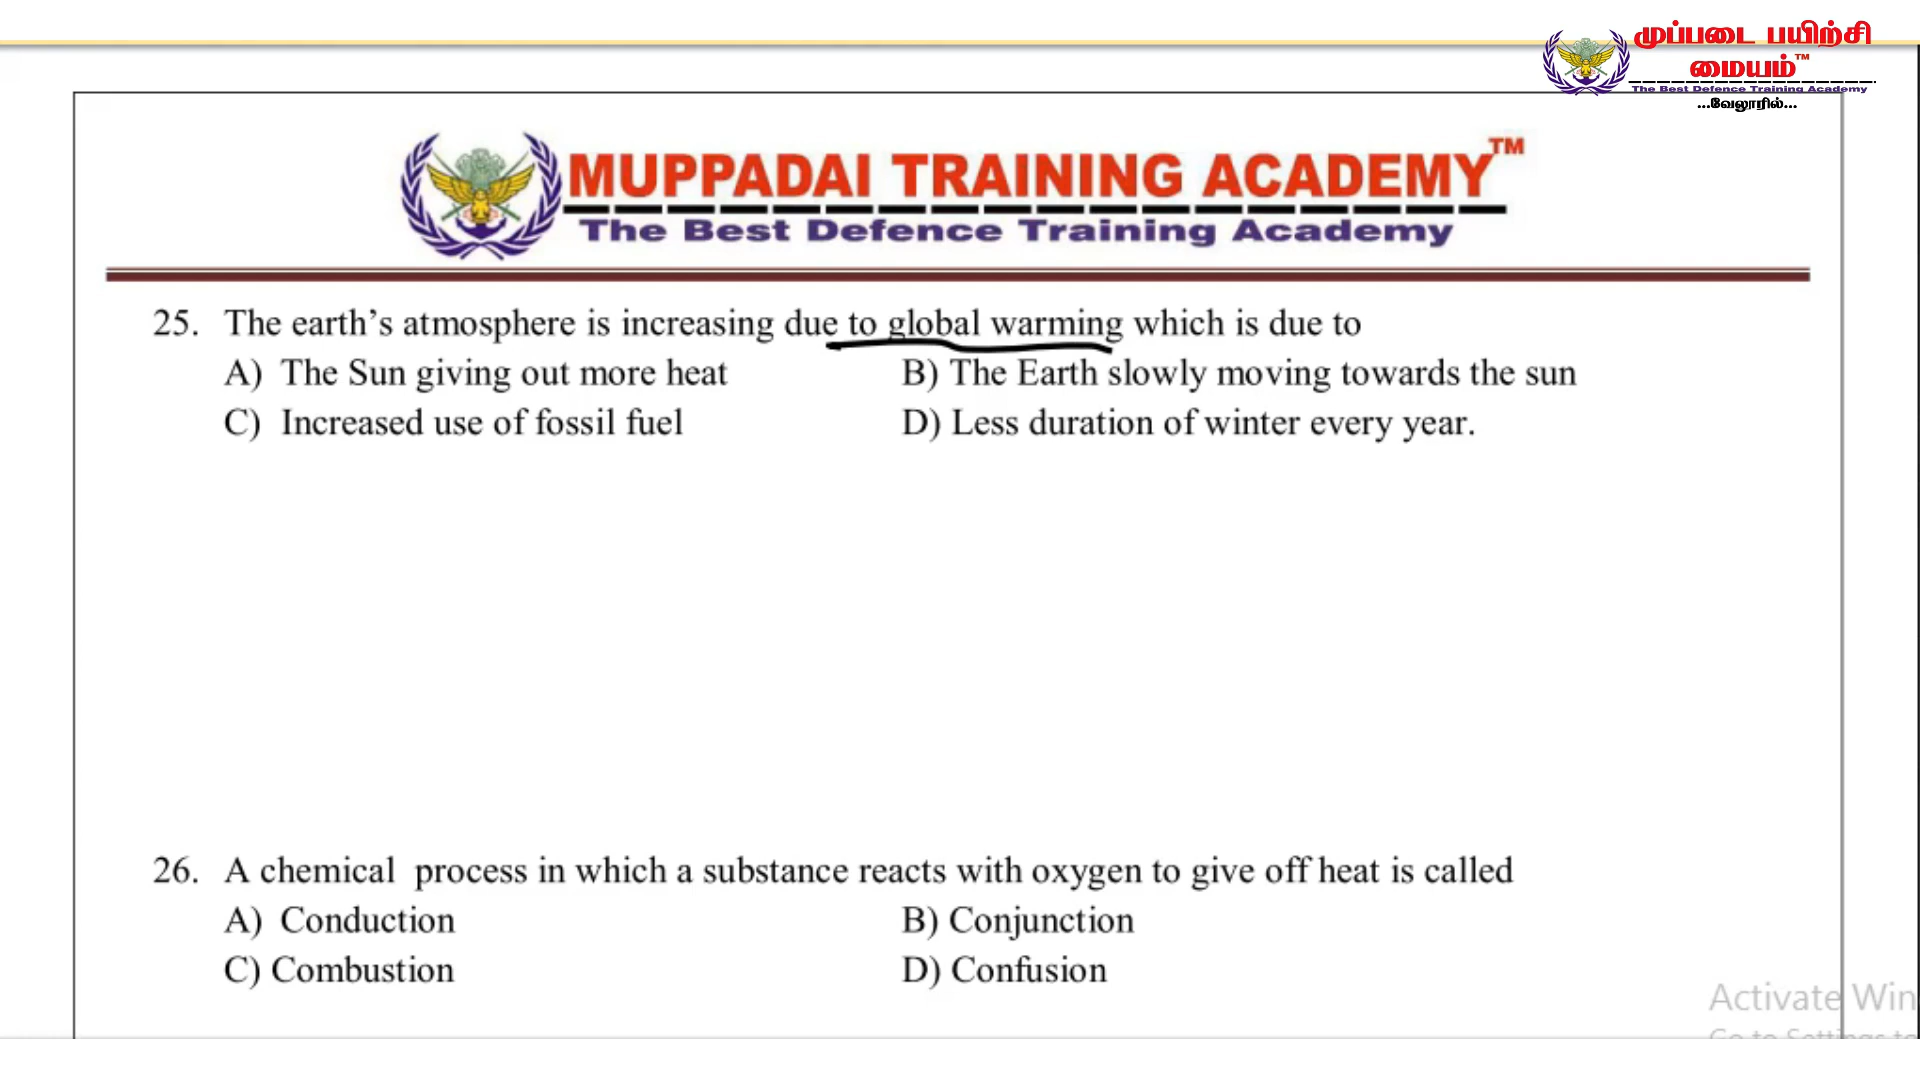 முப்படை பயிற்சி
மையம்™
The Best Defence Training Academy
...வேலூரில்...
MUPPADAI TRAINING ACADEMY™
The Best Defence Training Academy
25. The earth’s atmosphere is increasing due to global warming which is due to
A) The Sun giving out more heat B) The Earth slowly moving towards the sun
C) Increased use of fossil fuel D) Less duration of winter every year.
26. A chemical process in which a substance reacts with oxygen to give off heat is called
A) Conduction B) Conjunction
C) Combustion D) Confusion
Activate Win
Go to Settings to